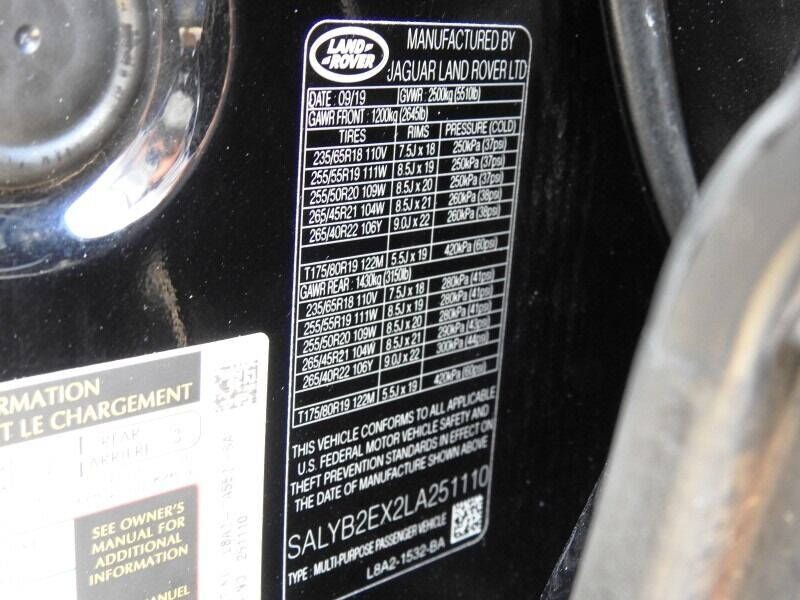 LAND ROVER
MANUFACTURED BY
JAGUAR LAND ROVER LTD
DATE : 09/19 GVWR : 2500kg (5510lb)
GAWR FRONT : 1200kg (2645lb)
TIRES RIMS PRESSURE (COLD)
235/65R18 110V 7.5J x 18 250kPa (37psi)
255/55R19 111W 8.5J x 19 250kPa (37psi)
255/50R20 109W 8.5J x 20 250kPa (37psi)
265/45R21 104W 8.5J x 21 260kPa (38psi)
265/40R22 106Y 9.0J x 22 260kPa (38psi)
T175/80R19 122M 5.5J x 19 420kPa (60psi)
GAWR REAR : 1430kg (3150lb)
235/65R18 110V 7.5J x 18 280kPa (41psi)
255/55R19 111W 8.5J x 19 280kPa (41psi)
255/50R20 109W 8.5J x 20 280kPa (41psi)
265/45R21 104W 8.5J x 21 290kPa (43psi)
265/40R22 106Y 9.0J x 22 300kPa (44psi)
T175/80R19 122M 5.5J x 19 420kPa (60psi)
THIS VEHICLE CONFORMS TO ALL APPLICABLE
U.S. FEDERAL MOTOR VEHICLE SAFETY AND
THEFT PREVENTION STANDARDS IN EFFECT ON
THE DATE OF MANUFACTURE SHOWN ABOVE
SALYB2EX2LA251110
TYPE : MULTI-PURPOSE PASSENGER VEHICLE
L8A2-1532-BA
RMATION
T LE CHARGEMENT
REAR
ARRIÈRE 3
SEE OWNER'S
MANUAL FOR
ADDITIONAL
INFORMATION
MANUEL
251110